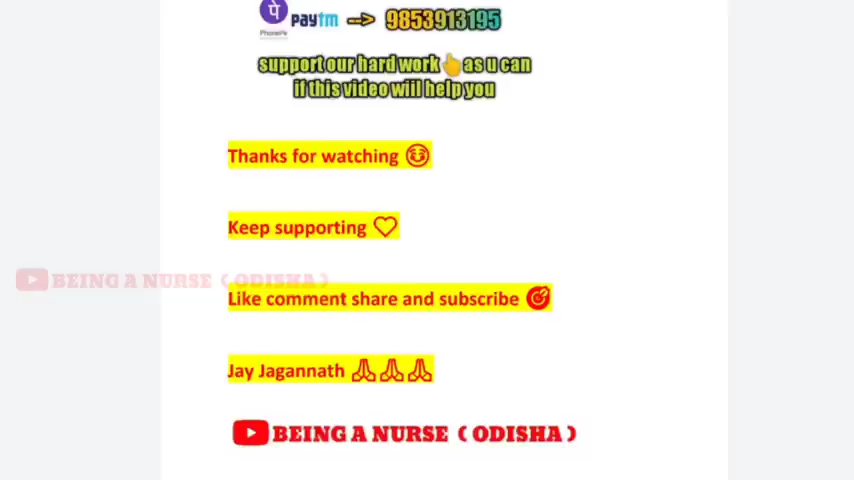 पे paytm --> 9853913195
PhonePe
support our hard work 👆 as u can
if this video wiil help you
Thanks for watching
Keep supporting
BEING A NURSE ( ODISHA )
Like comment share and subscribe
Jay Jagannath 🙏🙏🙏
BEING A NURSE ( ODISHA )